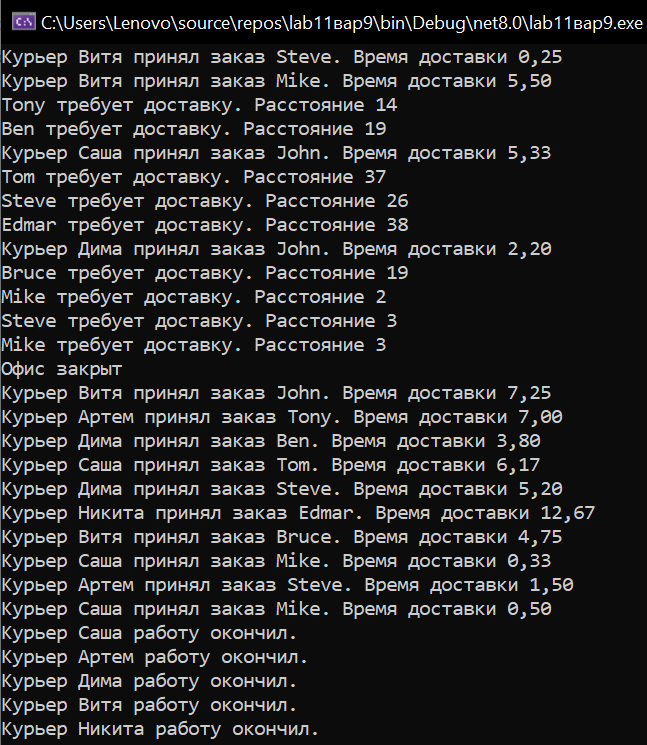 C:\Users\Lenovo\source\repos\lab11вар9\bin\Debug\net8.0\lab11вар9.exe
Курьер Витя принял заказ Steve. Время доставки 0,25
Курьер Витя принял заказ Mike. Время доставки 5,50
Tony требует доставку. Расстояние 14
Ben требует доставку. Расстояние 19
Курьер Саша принял заказ John. Время доставки 5,33
Tom требует доставку. Расстояние 37
Steve требует доставку. Расстояние 26
Edmar требует доставку. Расстояние 38
Курьер Дима принял заказ John. Время доставки 2,20
Bruce требует доставку. Расстояние 19
Mike требует доставку. Расстояние 2
Steve требует доставку. Расстояние 3
Mike требует доставку. Расстояние 3
Офис закрыт
Курьер Витя принял заказ John. Время доставки 7,25
Курьер Артем принял заказ Tony. Время доставки 7,00
Курьер Дима принял заказ Ben. Время доставки 3,80
Курьер Саша принял заказ Tom. Время доставки 6,17
Курьер Дима принял заказ Steve. Время доставки 5,20
Курьер Никита принял заказ Edmar. Время доставки 12,67
Курьер Витя принял заказ Bruce. Время доставки 4,75
Курьер Саша принял заказ Mike. Время доставки 0,33
Курьер Артем принял заказ Steve. Время доставки 1,50
Курьер Саша принял заказ Mike. Время доставки 0,50
Курьер Саша работу окончил.
Курьер Артем работу окончил.
Курьер Дима работу окончил.
Курьер Витя работу окончил.
Курьер Никита работу окончил.